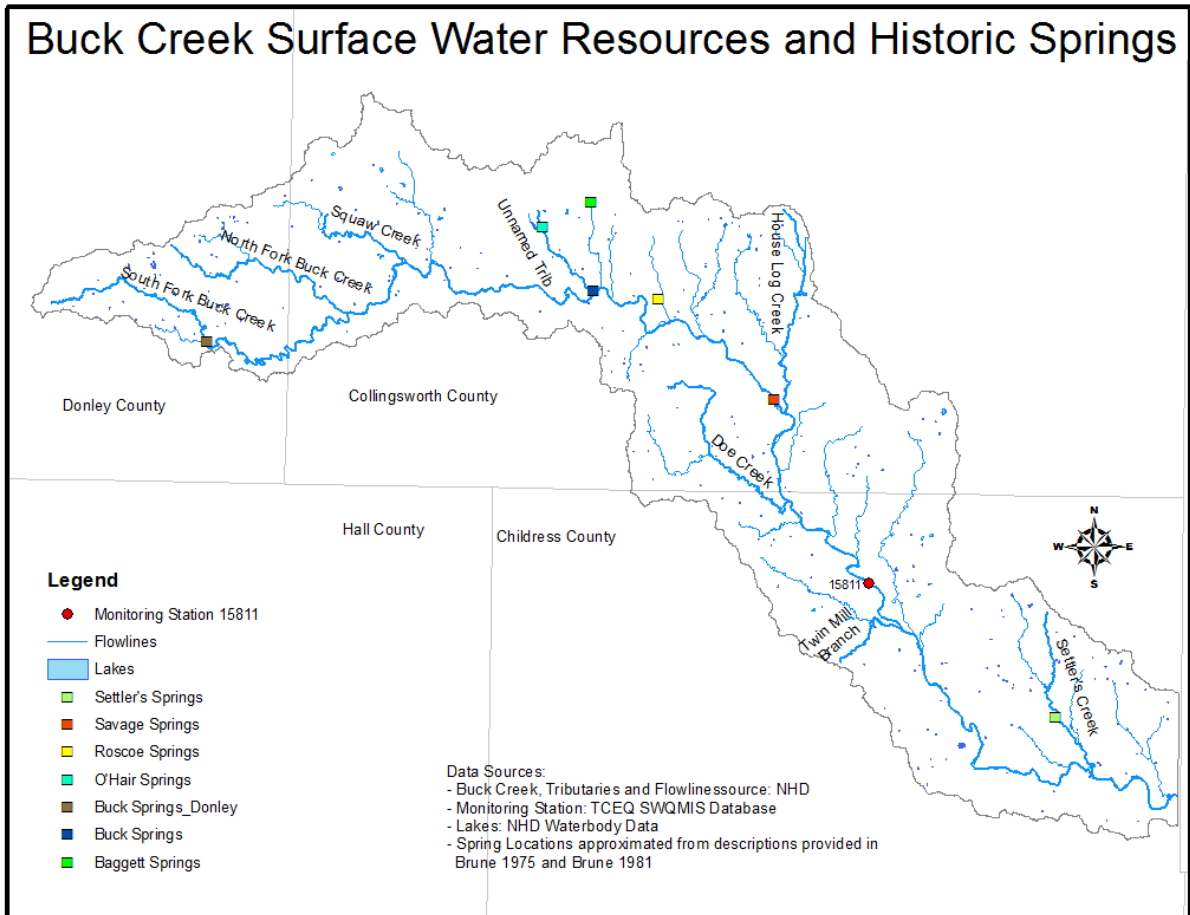 Buck Creek Surface Water Resources and Historic Springs
Squaw Creek
North Fork Buck Creek
South Fork Buck Creek
Unnamed Trib
House Log Creek
Donley County
Collingsworth County
Doe Creek
Hall County
Childress County
N
W E
S
15811
Twin Mill
Branch
Settler's Creek
Legend
Monitoring Station 15811
Flowlines
Lakes
Settler's Springs
Savage Springs
Roscoe Springs
O'Hair Springs
Buck Springs_Donley
Buck Springs
Baggett Springs
Data Sources:
- Buck Creek, Tributaries and Flowlinessource: NHD
- Monitoring Station: TCEQ SWQMIS Database
- Lakes: NHD Waterbody Data
- Spring Locations approximated from descriptions provided in
Brune 1975 and Brune 1981